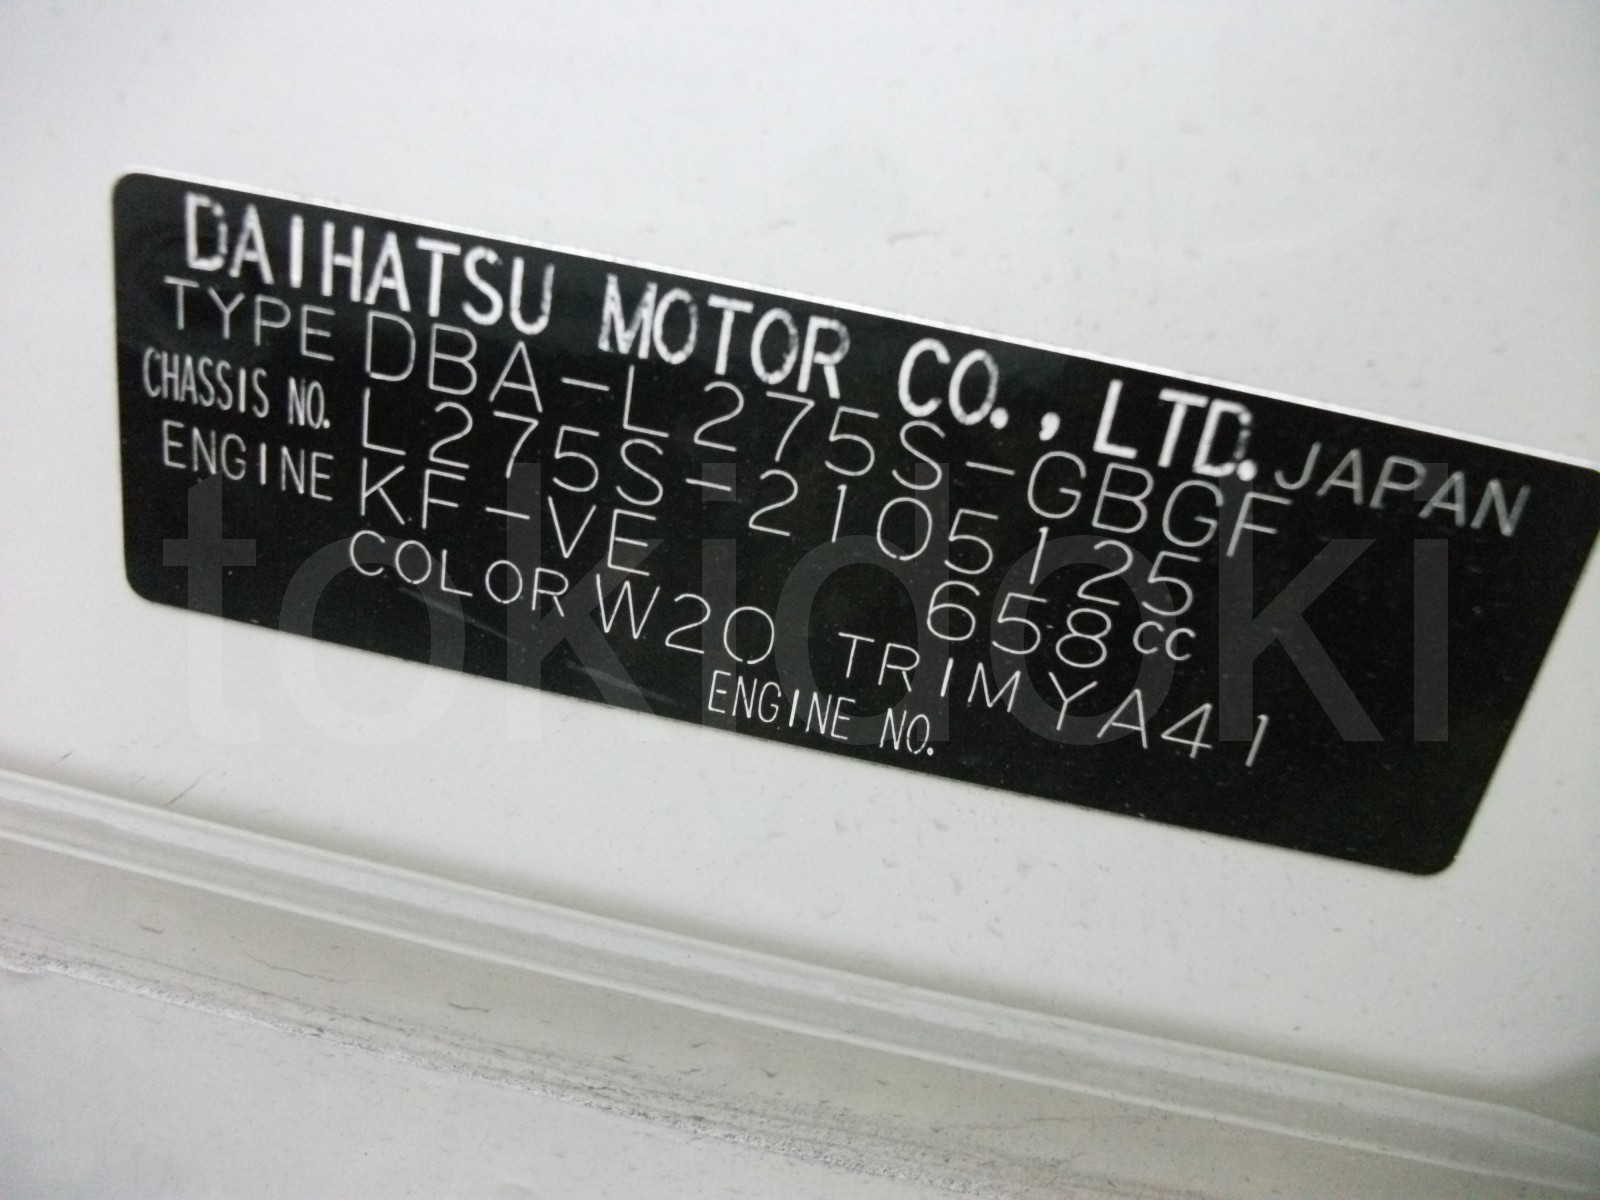 DAIHATSU MOTOR CO., LTD. JAPAN
TYPE DBA-L275S-GBGF
CHASSIS NO. L275S-2105125
ENGINE KF-VE 658cc
COLOR W20 TRIM YA41
ENGINE NO.
tokidoki